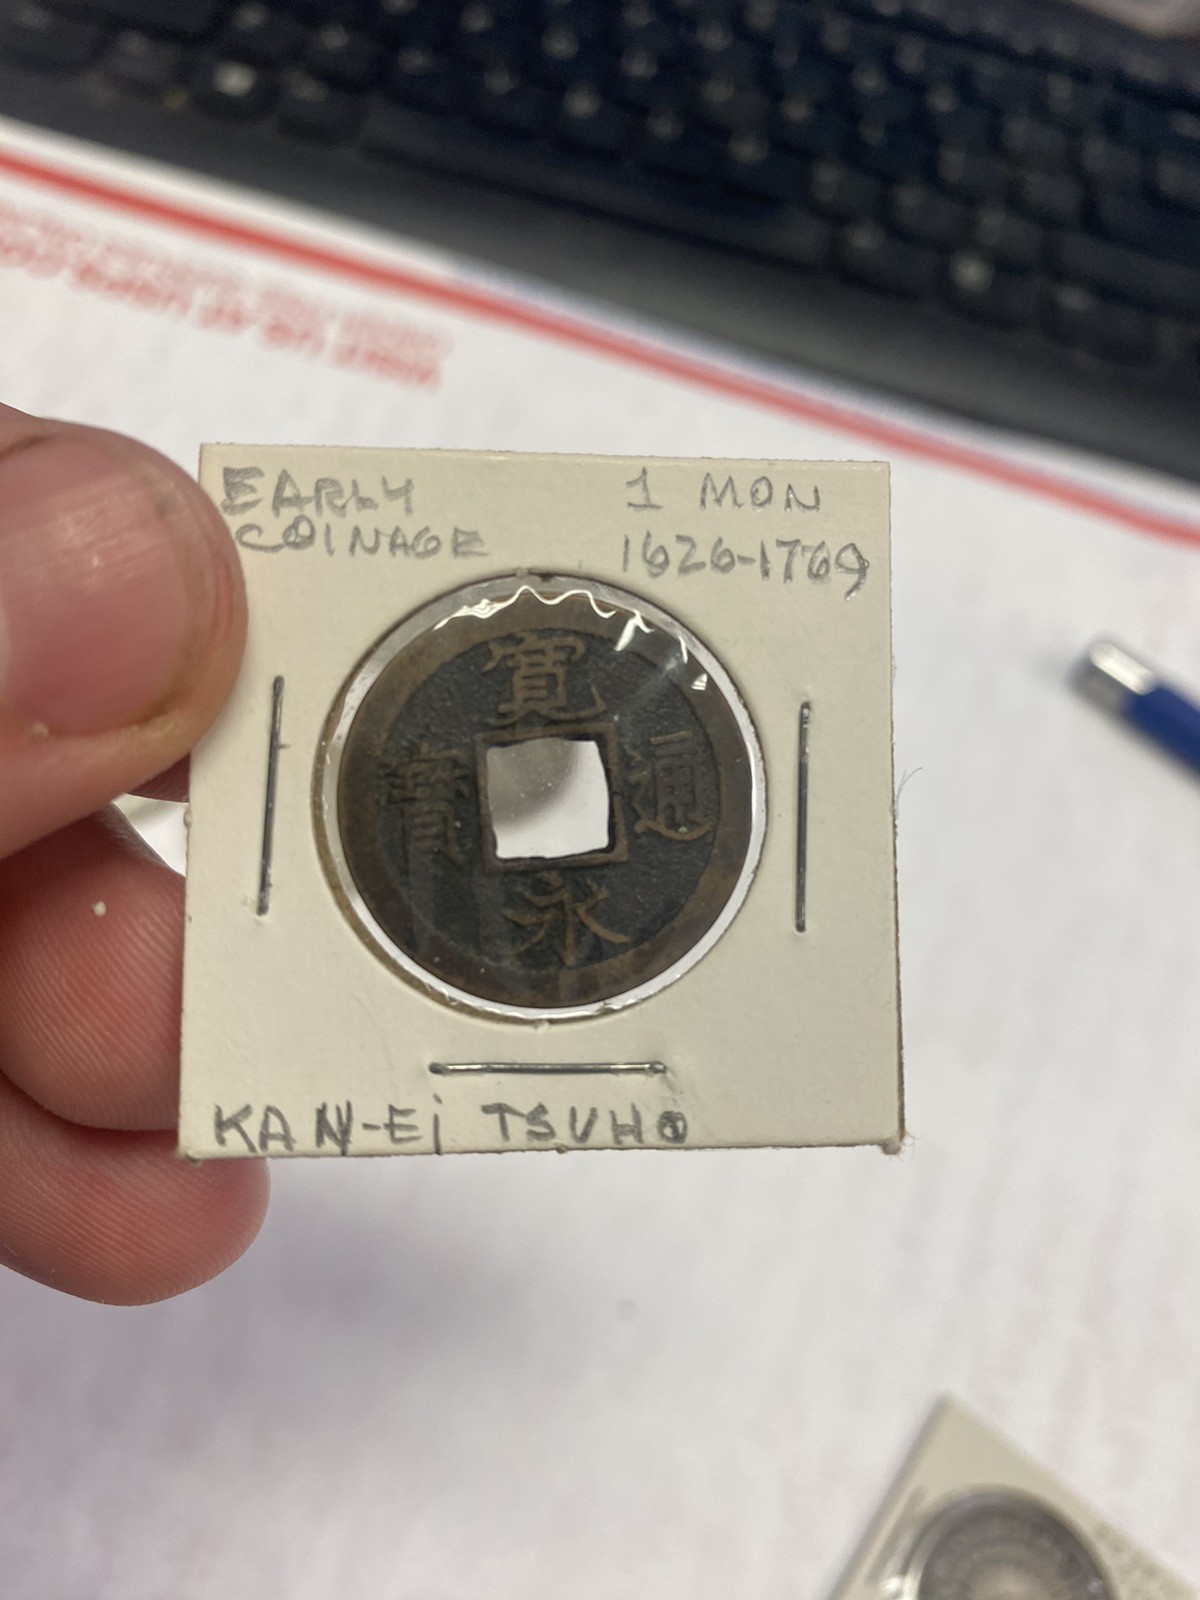 EARLY
COINAGE
1 MON
1626-1769
寛
通
寳
永
KAN-Ei TSUHO